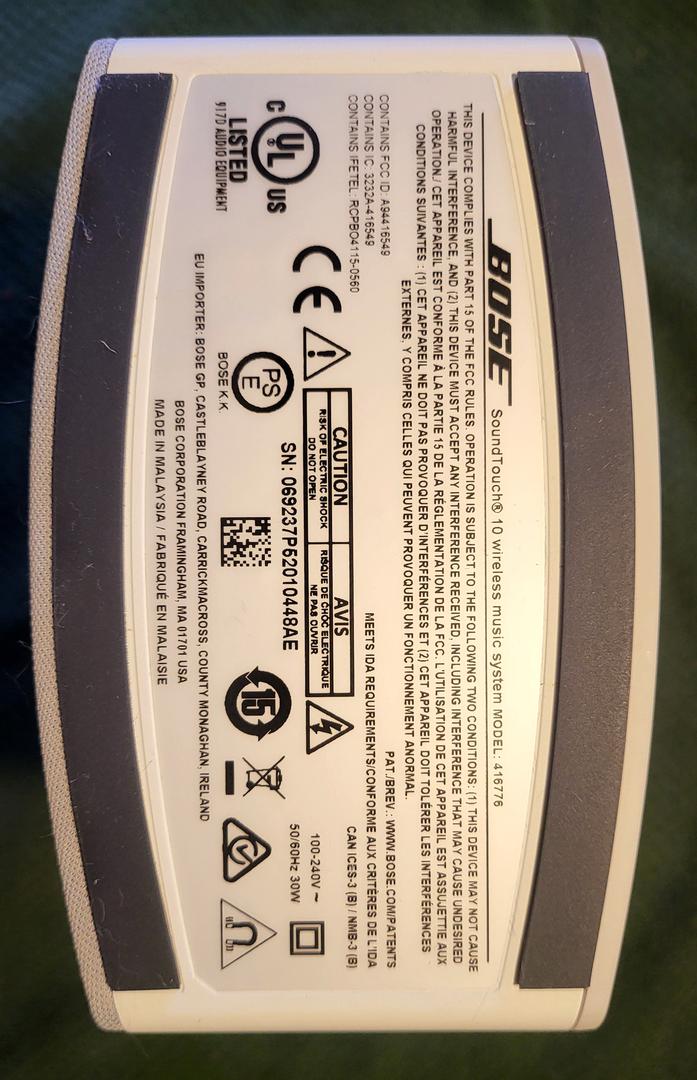 BOSE
SoundTouch® 10 wireless music system MODEL: 416776
THIS DEVICE COMPLIES WITH PART 15 OF THE FCC RULES. OPERATION IS SUBJECT TO THE FOLLOWING TWO CONDITIONS: (1) THIS DEVICE MAY NOT CAUSE
HARMFUL INTERFERENCE, AND (2) THIS DEVICE MUST ACCEPT ANY INTERFERENCE RECEIVED, INCLUDING INTERFERENCE THAT MAY CAUSE UNDESIRED
OPERATION./ CET APPAREIL EST CONFORME À LA PARTIE 15 DE LA RÉGLEMENTATION DE LA FCC. L'UTILISATION DE CET APPAREIL EST ASSUJETTIE AUX
CONDITIONS SUIVANTES : (1) CET APPAREIL NE DOIT PAS PROVOQUER D'INTERFÉRENCES ET (2) CET APPAREIL DOIT TOLÉRER LES INTERFÉRENCES
EXTERNES, Y COMPRIS CELLES QUI PEUVENT PROVOQUER UN FONCTIONNEMENT ANORMAL.
CONTAINS FCC ID: A94416549
CONTAINS IC: 3232A-416549
CONTAINS IFETEL: RCPBO4115-0560
PAT./BREV.: WWW.BOSE.COM/PATENTS
MEETS IDA REQUIREMENTS/CONFORME AUX CRITÈRES DE L'IDA
CAN ICES-3 (B) / NMB-3 (B)
C UL ® US
LISTED
917D AUDIO EQUIPMENT
CE
CAUTION
RISK OF ELECTRIC SHOCK
DO NOT OPEN
AVIS
RISQUE DE CHOC ELECTRIQUE
NE PAS OUVRIR
100-240V ~
50/60Hz 30W
SN: 069237P52010448AE
PS
E
BOSE K.K.
15
EU IMPORTER: BOSE GP, CASTLEBLAYNEY ROAD, CARRICKMACROSS, COUNTY MONAGHAN, IRELAND
BOSE CORPORATION FRAMINGHAM, MA 01701 USA
MADE IN MALAYSIA / FABRIQUÉ EN MALAISIE